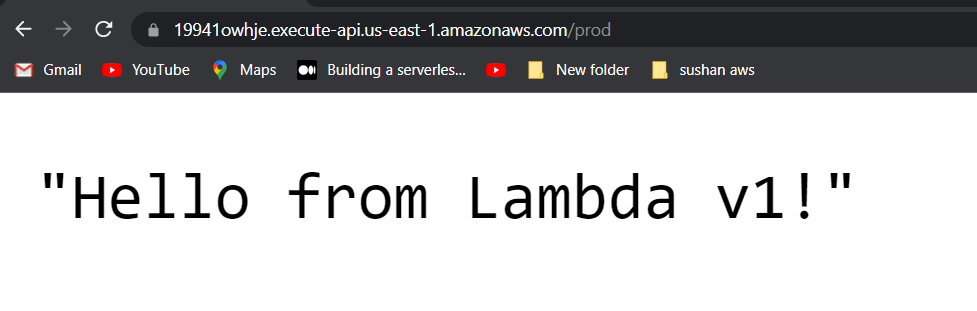 19941owhje.execute-api.us-east-1.amazonaws.com/prod
Gmail YouTube Maps Building a serverles... New folder sushan aws
"Hello from Lambda v1!"